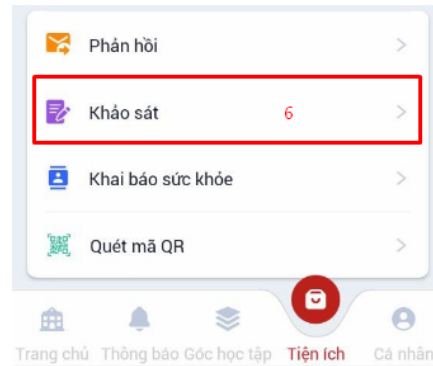 Phản hồi
Khảo sát 6
Khai báo sức khỏe
Quét mã QR
Trang chủ Thông báo Góc học tập Tiện ích Cá nhân